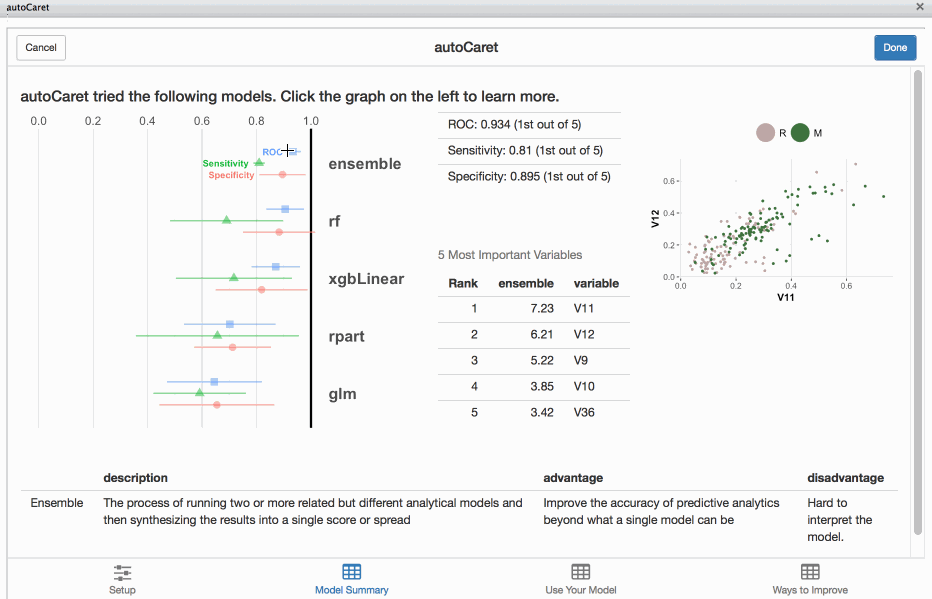 autoCaret
Cancel
autoCaret
Done
autoCaret tried the following models. Click the graph on the left to learn more.
0.0 0.2 0.4 0.6 0.8 1.0
ROC
Sensitivity
Specificity
ensemble
rf
xgbLinear
rpart
glm
ROC: 0.934 (1st out of 5)
Sensitivity: 0.81 (1st out of 5)
Specificity: 0.895 (1st out of 5)
5 Most Important Variables
Rank ensemble variable
1 7.23 V11
2 6.21 V12
3 5.22 V9
4 3.85 V10
5 3.42 V36
R M
V12
0.6
0.4
0.2
0.0
0.0 0.2 0.4 0.6
V11
description advantage disadvantage
Ensemble The process of running two or more related but different analytical models and Improve the accuracy of predictive analytics Hard to
then synthesizing the results into a single score or spread beyond what a single model can be interpret the
model.
Setup Model Summary Use Your Model Ways to Improve